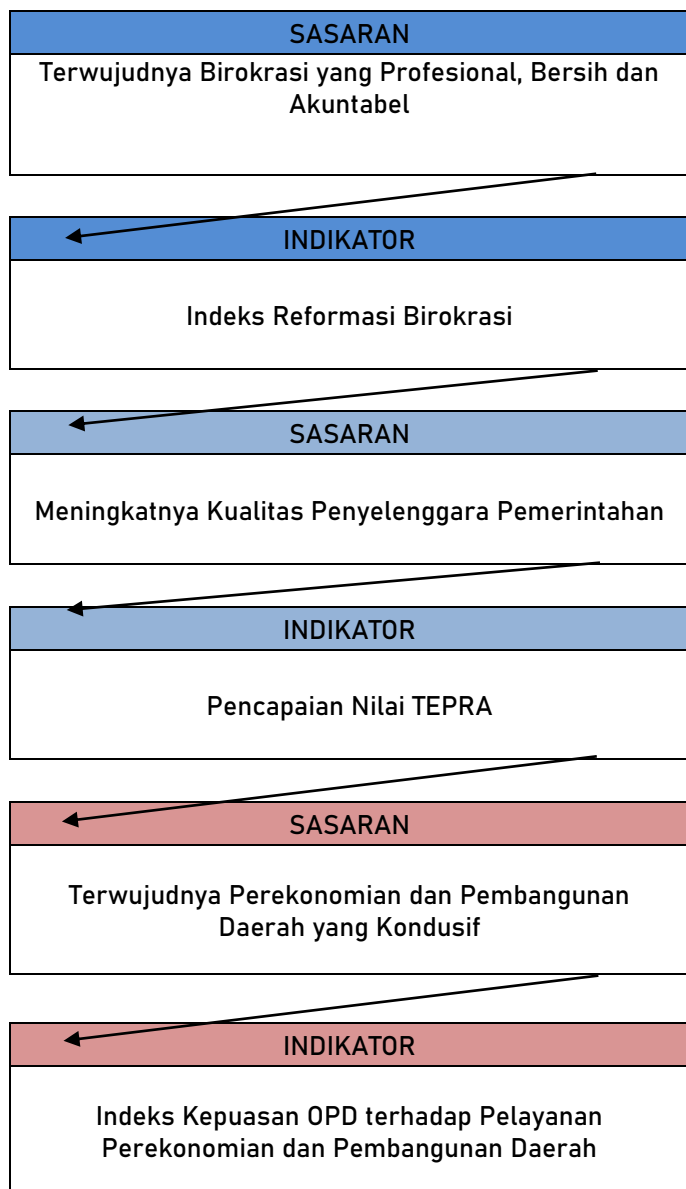 SASARAN
Terwujudnya Birokrasi yang Profesional, Bersih dan
Akuntabel
INDIKATOR
Indeks Reformasi Birokrasi
SASARAN
Meningkatnya Kualitas Penyelenggara Pemerintahan
INDIKATOR
Pencapaian Nilai TEPRA
SASARAN
Terwujudnya Perekonomian dan Pembangunan
Daerah yang Kondusif
INDIKATOR
Indeks Kepuasan OPD terhadap Pelayanan
Perekonomian dan Pembangunan Daerah